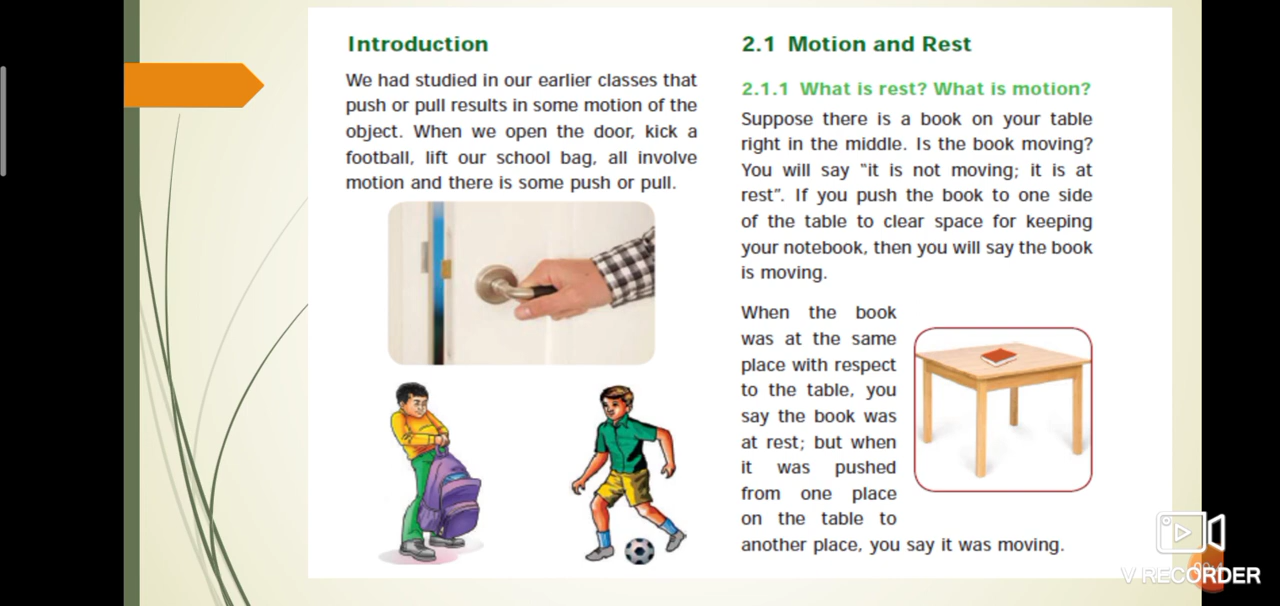 Introduction
We had studied in our earlier classes that
push or pull results in some motion of the
object. When we open the door, kick a
football, lift our school bag, all involve
motion and there is some push or pull.
2.1 Motion and Rest
2.1.1 What is rest? What is motion?
Suppose there is a book on your table
right in the middle. Is the book moving?
You will say “it is not moving; it is at
rest”. If you push the book to one side
of the table to clear space for keeping
your notebook, then you will say the book
is moving.
When the book
was at the same
place with respect
to the table, you
say the book was
at rest; but when
it was pushed
from one place
on the table to
another place, you say it was moving.
V RECORDER